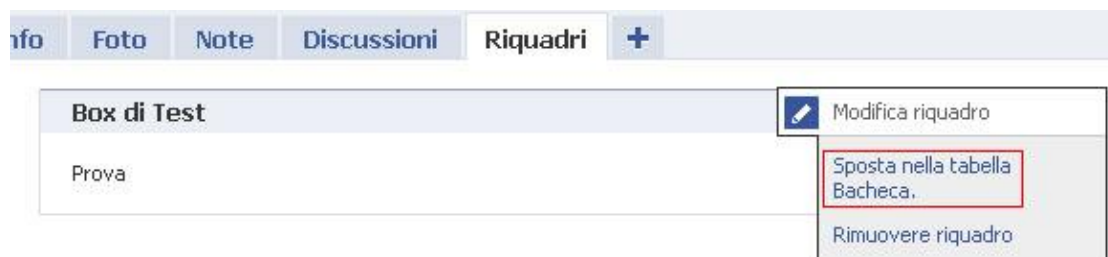 nfo Foto Note Discussioni Riquadri +
Box di Test
Modifica riquadro
Prova
Sposta nella tabella
Bacheca.
Rimuovere riquadro